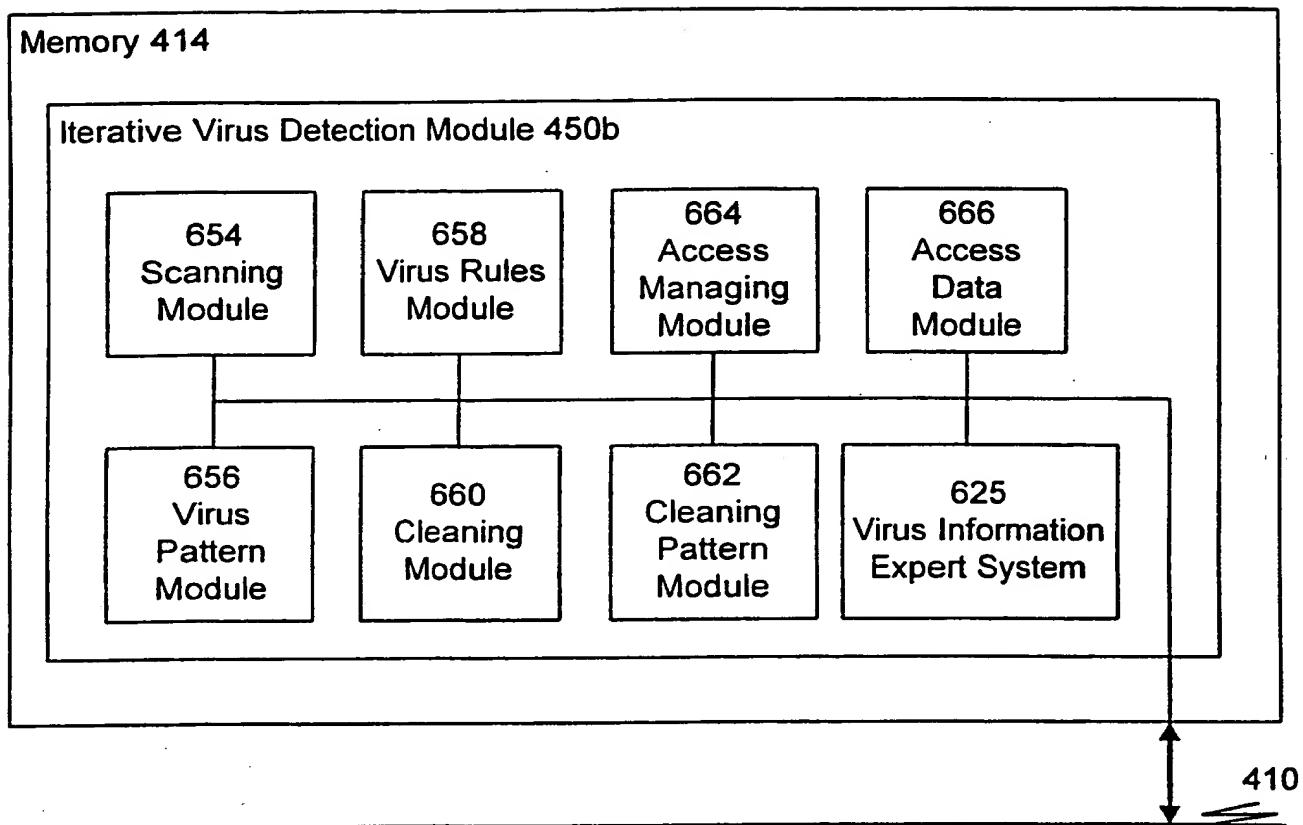 Memory 414
Iterative Virus Detection Module 450b
654
Scanning
Module
658
Virus Rules
Module
664
Access
Managing
Module
666
Access
Data
Module
656
Virus
Pattern
Module
660
Cleaning
Module
662
Cleaning
Pattern
Module
625
Virus Information
Expert System
410